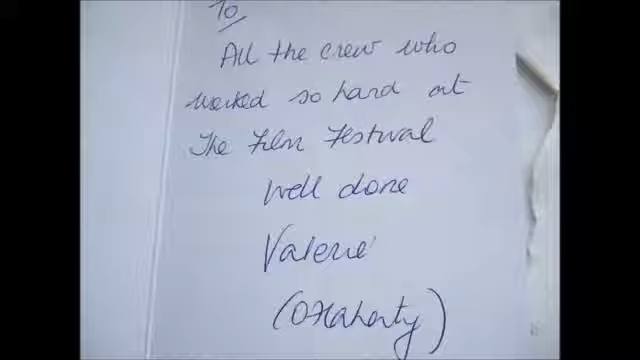 To
All the crew who
worked so hard at
The Film Festival
well done
Valerie
(O'Flaherty)